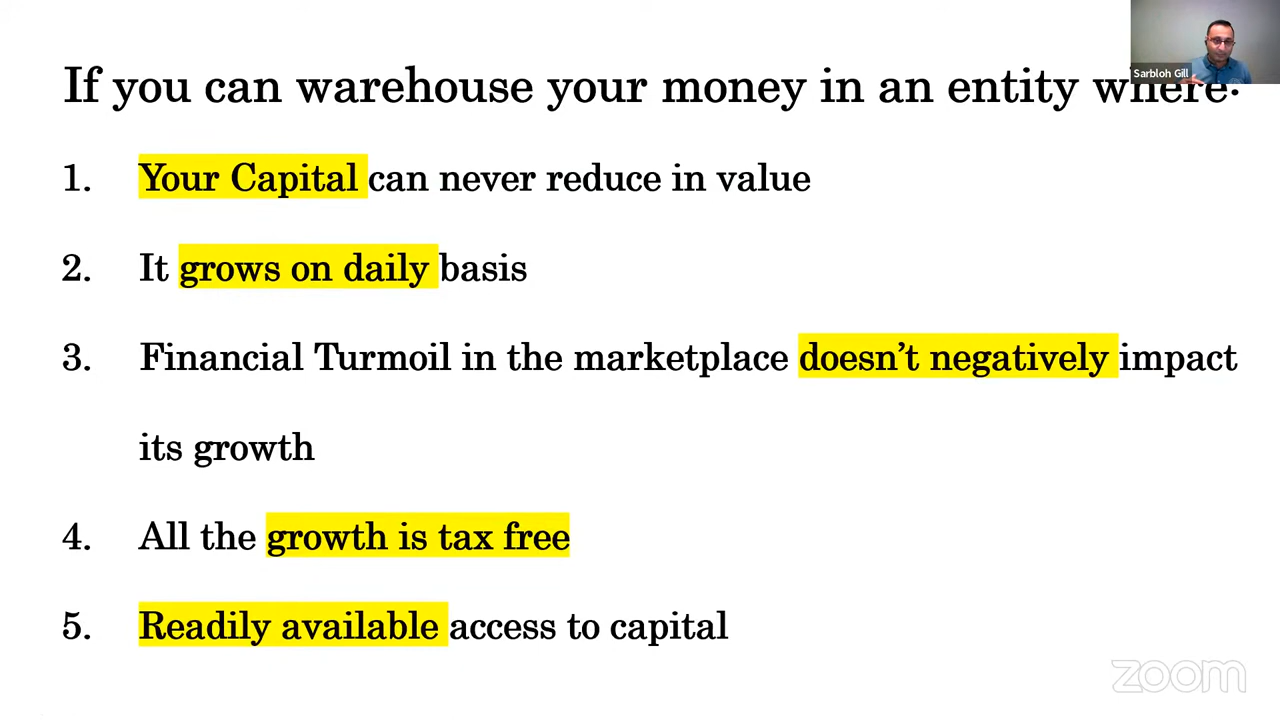 If you can warehouse your money in an entity where:
Sarbloh Gill
1. Your Capital can never reduce in value
2. It grows on daily basis
3. Financial Turmoil in the marketplace doesn’t negatively impact
its growth
4. All the growth is tax free
5. Readily available access to capital
zoom